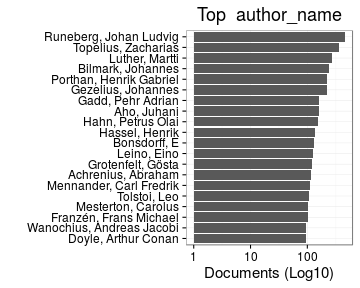 Top author_name
Runeberg, Johan Ludvig
Topelius, Zacharias
Luther, Martti
Bilmark, Johannes
Porthan, Henrik Gabriel
Gezelius, Johannes
Gadd, Pehr Adrian
Aho, Juhani
Hahn, Petrus Olai
Hassel, Henrik
Bonsdorff, E
Leino, Eino
Grotenfelt, Gösta
Achrenius, Abraham
Mennander, Carl Fredrik
Tolstoi, Leo
Mesterton, Carolus
Franzén, Frans Michael
Wanochius, Andreas Jacobi
Doyle, Arthur Conan
1 10 100
Documents (Log10)